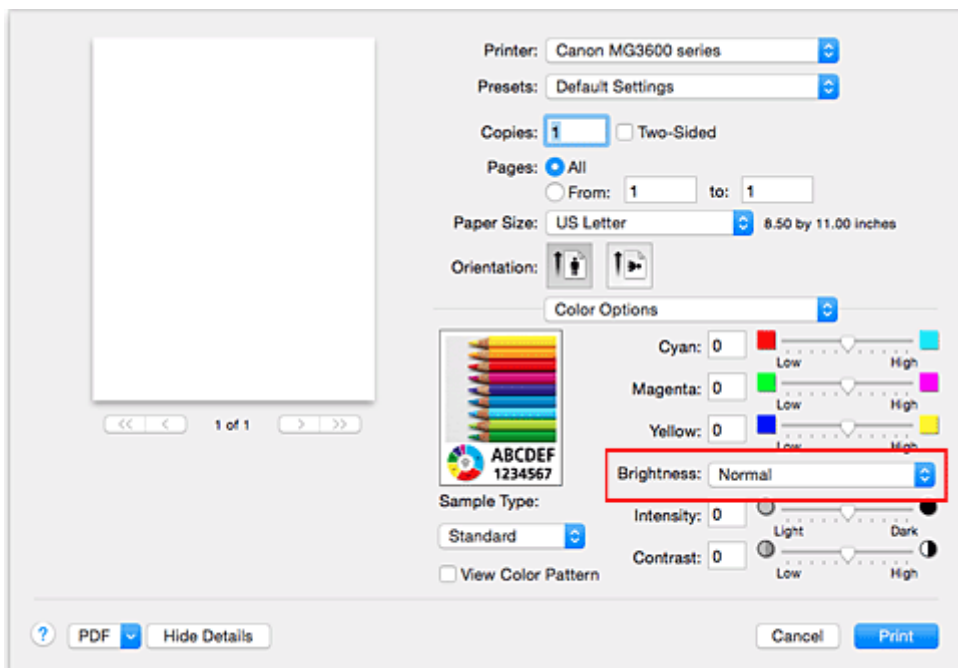 Printer: Canon MG3600 series
Presets: Default Settings
Copies: 1 Two-Sided
Pages: All
From: 1 to: 1
Paper Size: US Letter 8.50 by 11.00 inches
Orientation:
Color Options
Cyan: 0
Low High
Magenta: 0
Low High
Yellow: 0
Low High
Brightness: Normal
Intensity: 0
Light Dark
Contrast: 0
Low High
ABCDEF
1234567
Sample Type:
Standard
View Color Pattern
<< < 1 of 1 > >>
? PDF Hide Details Cancel Print